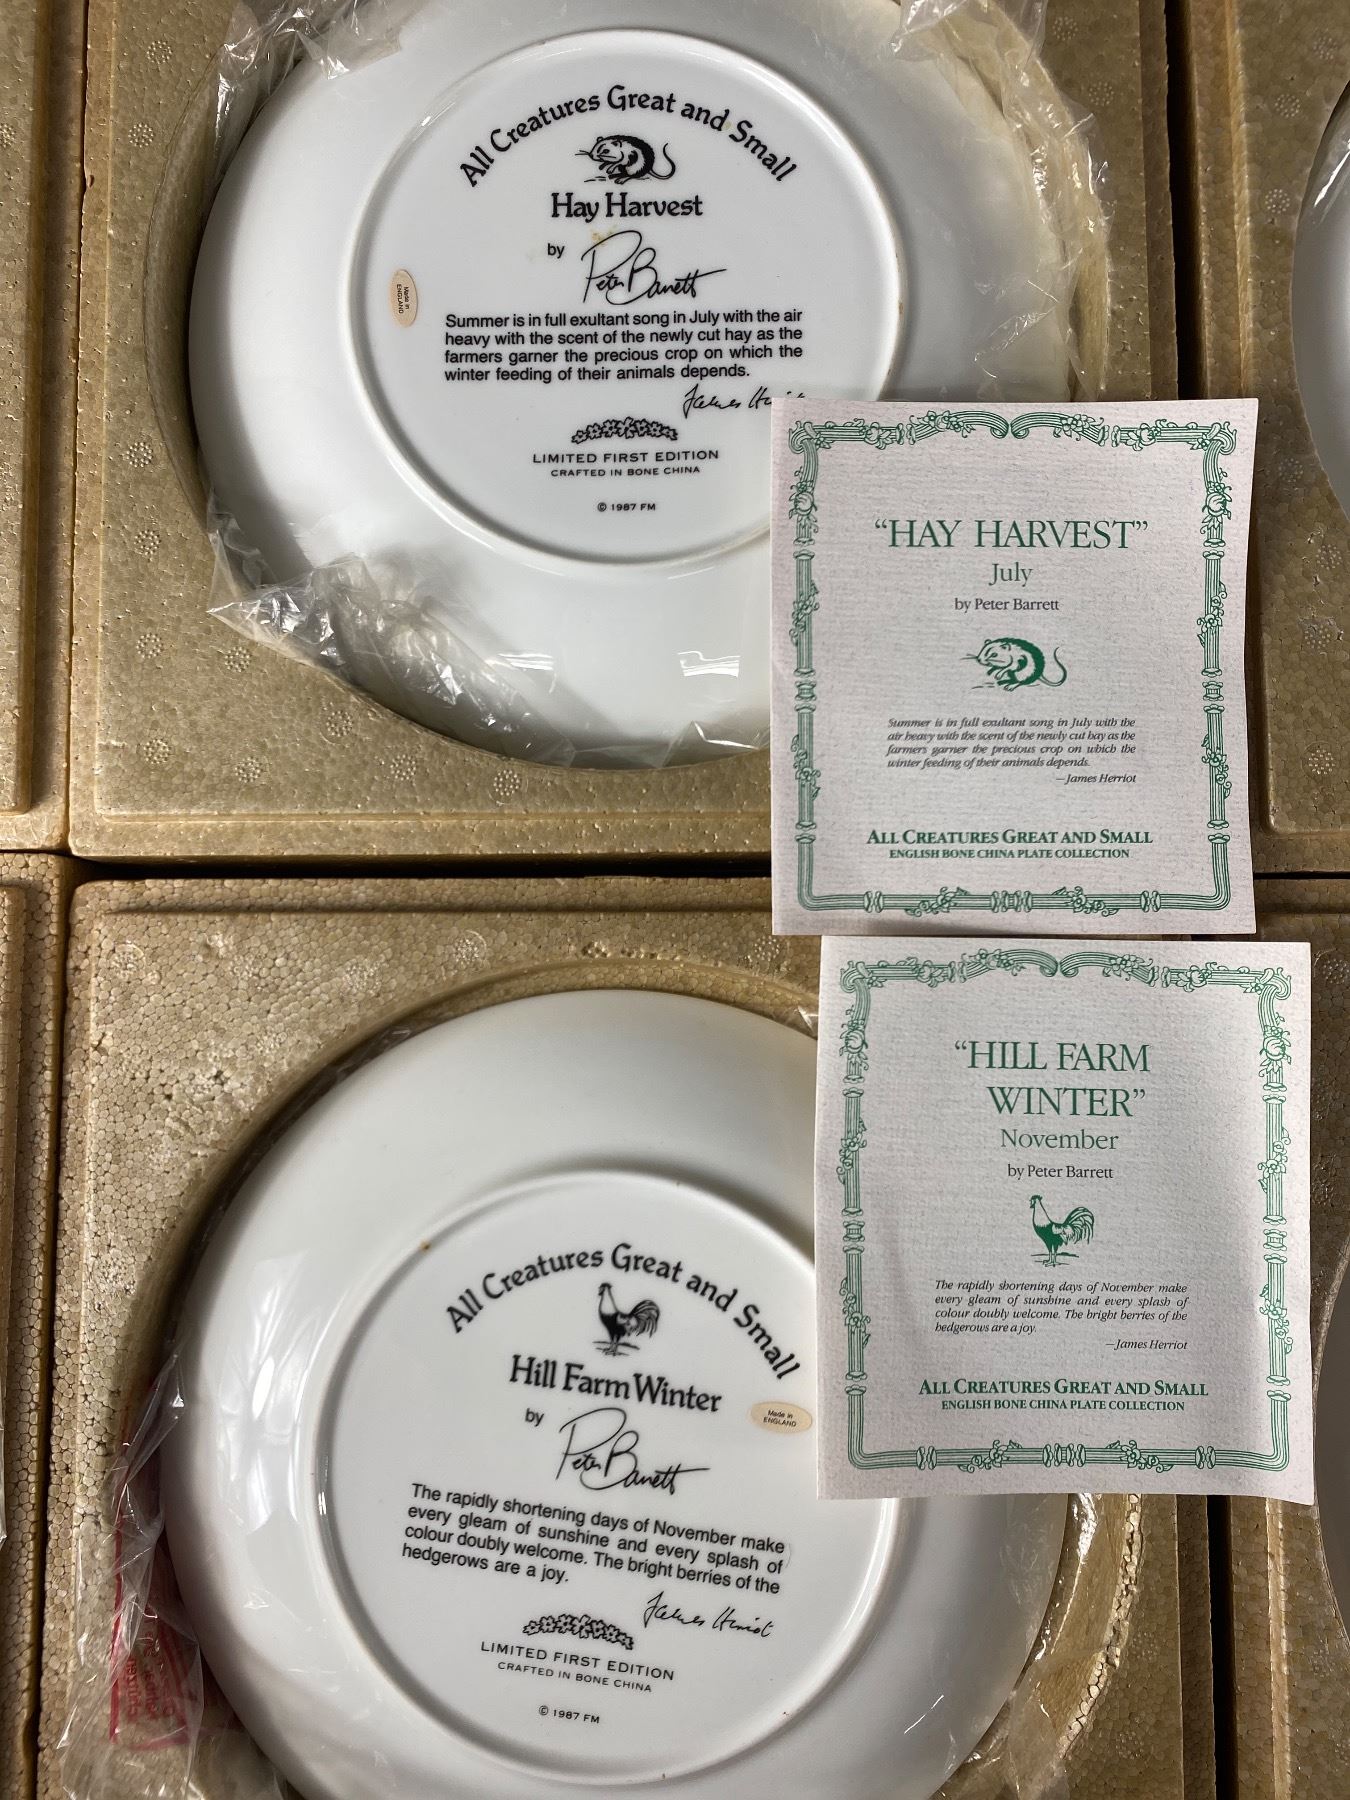 All Creatures Great and Small
Hay Harvest
by
Peter Barrett
Made in
ENGLAND
Summer is in full exultant song in July with the air
heavy with the scent of the newly cut hay as the
farmers garner the precious crop on which the
winter feeding of their animals depends.
James Herriot
LIMITED FIRST EDITION
CRAFTED IN BONE CHINA
© 1987 FM
“HAY HARVEST”
July
by Peter Barrett
Summer is in full exultant song in July with the
air heavy with the scent of the newly cut hay as the
farmers garner the precious crop on which the
winter feeding of their animals depends.
—James Herriot
ALL CREATURES GREAT AND SMALL
ENGLISH BONE CHINA PLATE COLLECTION
“HILL FARM
WINTER”
November
by Peter Barrett
The rapidly shortening days of November make
every gleam of sunshine and every splash of
colour doubly welcome. The bright berries of the
hedgerows are a joy.
—James Herriot
ALL CREATURES GREAT AND SMALL
ENGLISH BONE CHINA PLATE COLLECTION
All Creatures Great and Small
Hill Farm Winter
by
Peter Barrett
Made in
ENGLAND
The rapidly shortening days of November make
every gleam of sunshine and every splash of
colour doubly welcome. The bright berries of the
hedgerows are a joy.
James Herriot
LIMITED FIRST EDITION
CRAFTED IN BONE CHINA
© 1987 FM